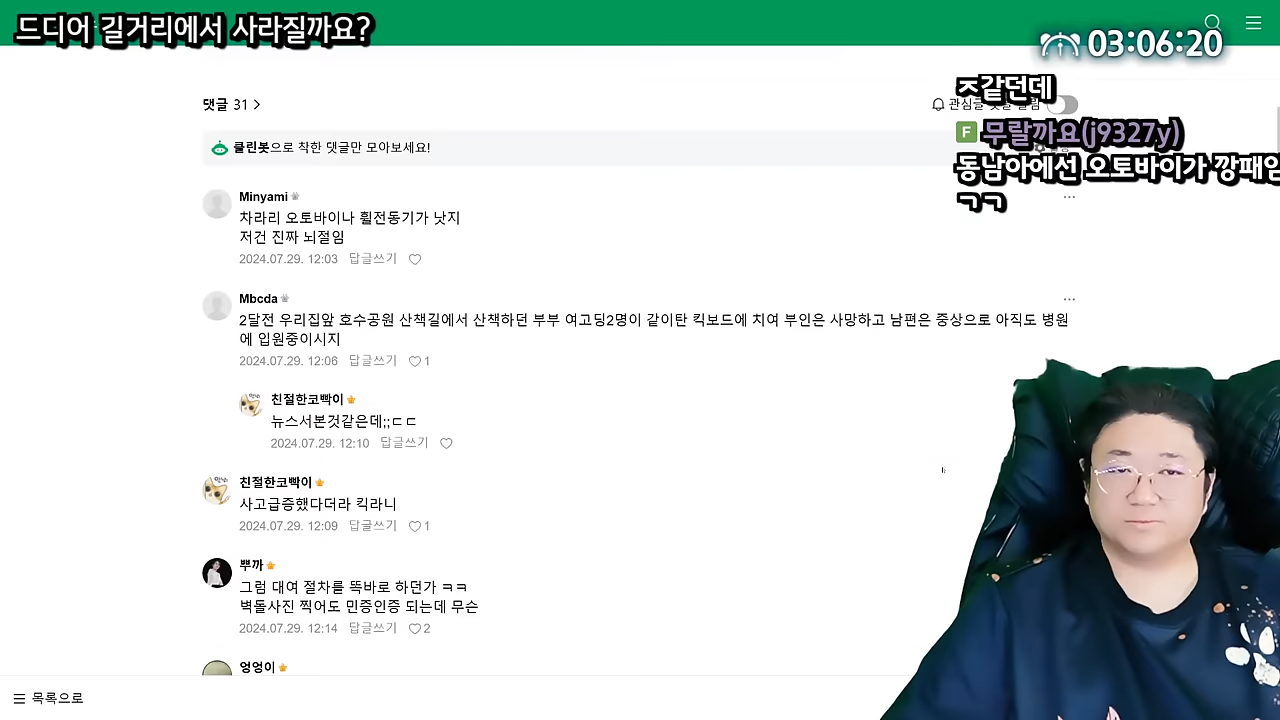 드디어 길거리에서 사라질까요?
03:06:20
댓글 31
관심글 댓글 알림
ㅈ같던데
F 무랄까요(j9327y)
동남아에선 오토바이가 깡패임
ㄱㄱ
클린봇으로 착한 댓글만 모아보세요!
Minyami
차라리 오토바이나 휠전동기가 낫지
저건 진짜 뇌절임
2024.07.29. 12:03 답글쓰기
Mbcda
2달전 우리집앞 호수공원 산책길에서 산책하던 부부 여고딩2명이 같이탄 킥보드에 치여 부인은 사망하고 남편은 중상으로 아직도 병원
에 입원중이시지
2024.07.29. 12:06 답글쓰기 1
친절한코빡이
뉴스서본것같은데;;ㄷㄷ
2024.07.29. 12:10 답글쓰기
친절한코빡이
사고급증했다더라 킥라니
2024.07.29. 12:09 답글쓰기 1
뿌까
그럼 대여 절차를 똑바로 하던가 ㅋㅋ
벽돌사진 찍어도 민증인증 되는데 무슨
2024.07.29. 12:14 답글쓰기 2
엉엉이
목록으로